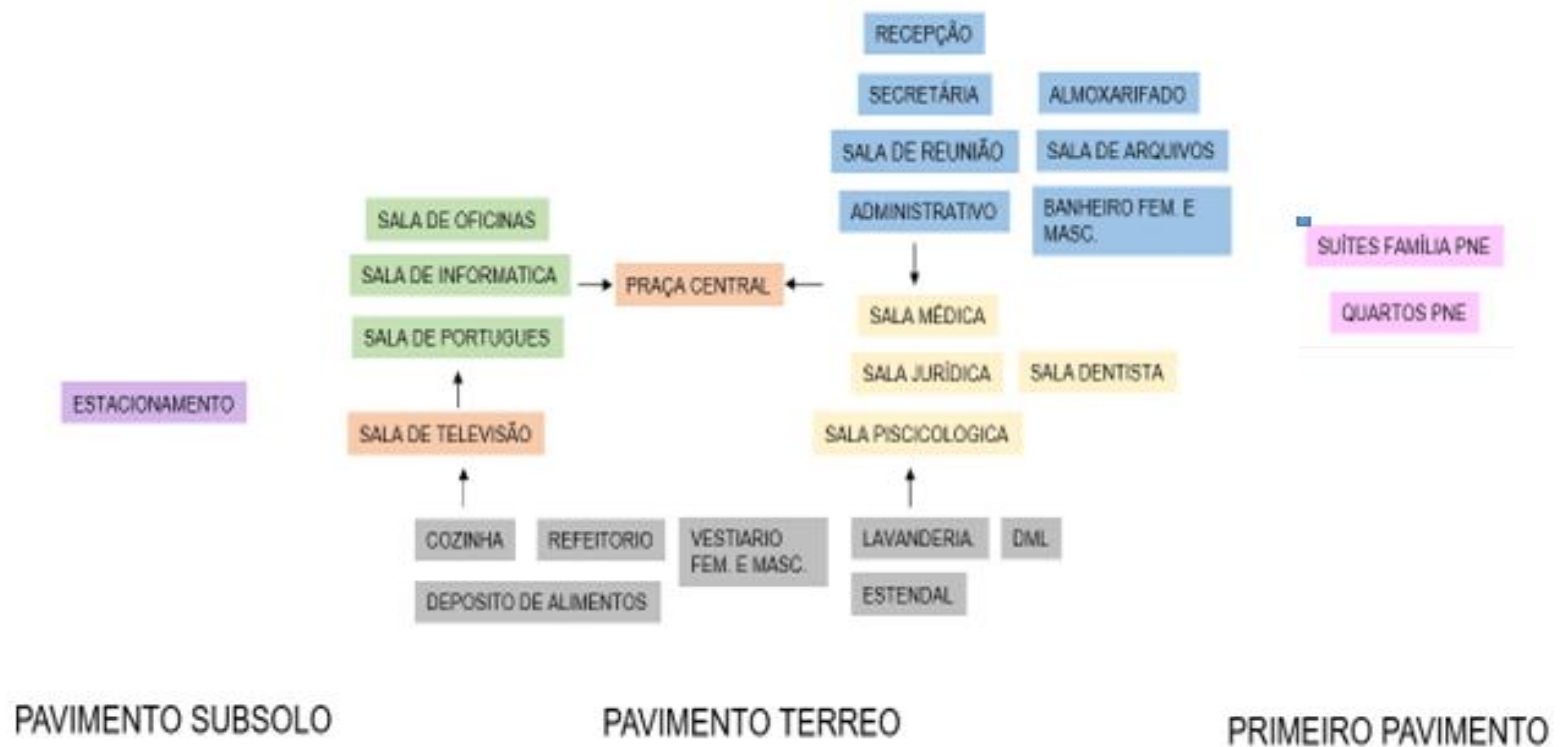 RECEPÇÃO
SECRETÁRIA
ALMOXARIFADO
SALA DE REUNIÃO
SALA DE ARQUIVOS
ADMINISTRATIVO
BANHEIRO FEM. E
MASC.
SALA DE OFICINAS
SALA DE INFORMATICA
SALA DE PORTUGUES
PRAÇA CENTRAL
SUÍTES FAMÍLIA PNE
QUARTOS PNE
SALA MÉDICA
SALA JURÍDICA
SALA DENTISTA
SALA PISCICOLOGICA
ESTACIONAMENTO
SALA DE TELEVISÃO
COZINHA
REFEITORIO
VESTIARIO
FEM. E MASC.
LAVANDERIA
DML
DEPOSITO DE ALIMENTOS
ESTENDAL
PAVIMENTO SUBSOLO
PAVIMENTO TERREO
PRIMEIRO PAVIMENTO